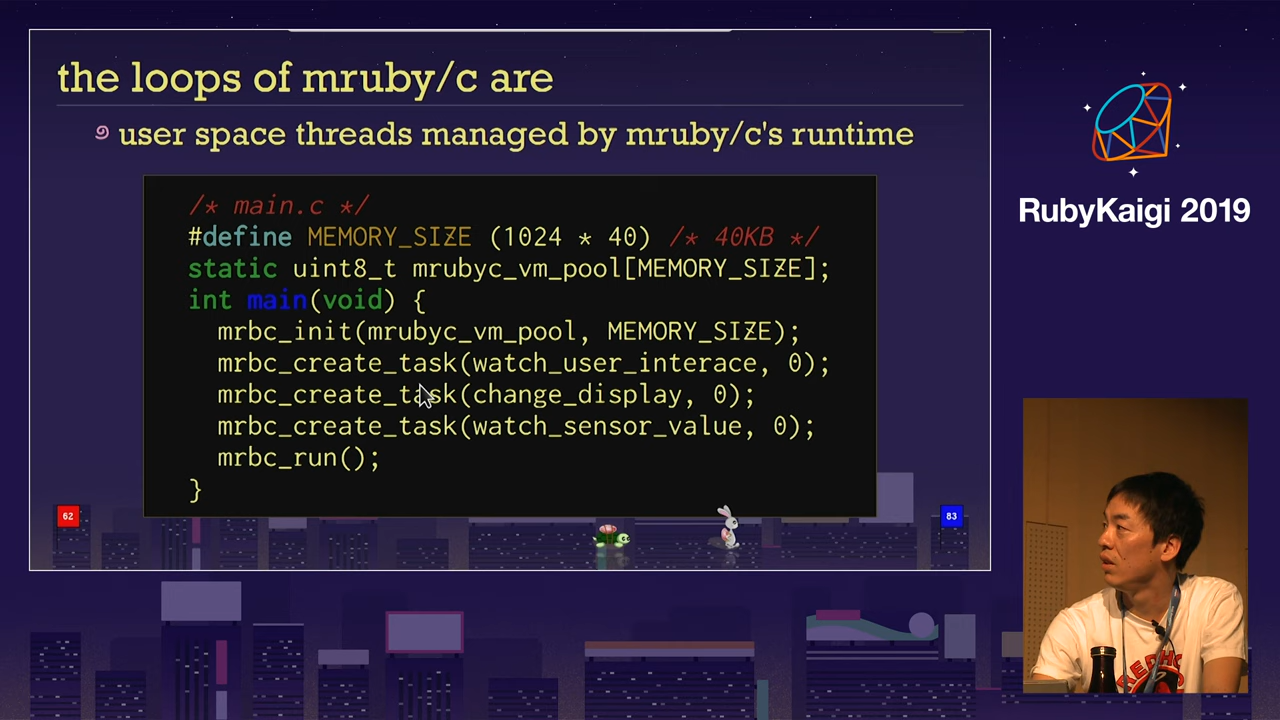 the loops of mruby/c are
user space threads managed by mruby/c's runtime
/* main.c */
#define MEMORY_SIZE (1024 * 40) /* 40KB */
static uint8_t mrubyc_vm_pool[MEMORY_SIZE];
int main(void) {
mrbc_init(mrubyc_vm_pool, MEMORY_SIZE);
mrbc_create_task(watch_user_interace, 0);
mrbc_create_task(change_display, 0);
mrbc_create_task(watch_sensor_value, 0);
mrbc_run();
}
62
83
RubyKaigi 2019